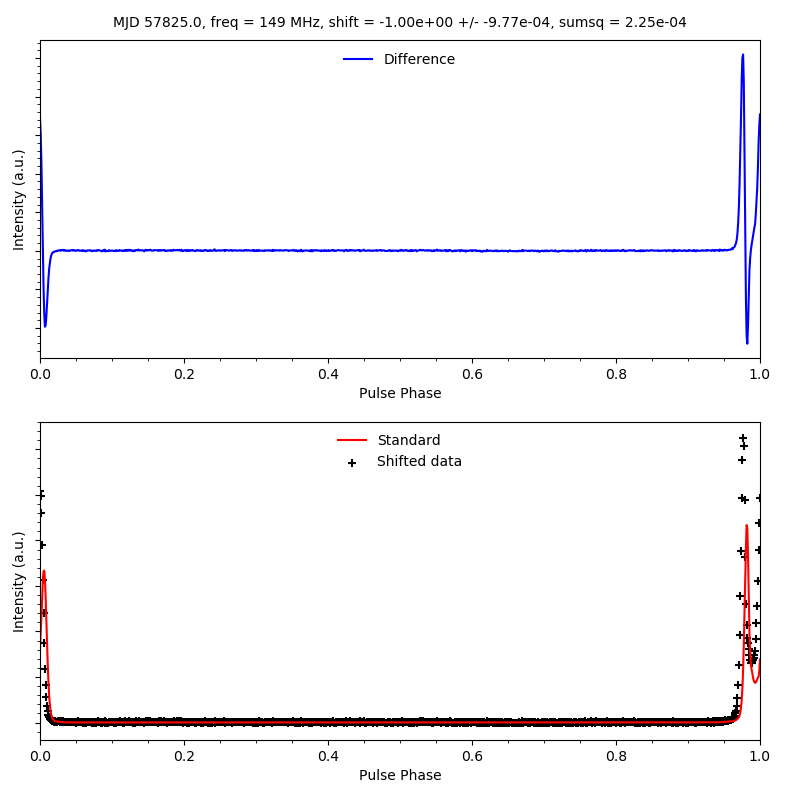 MJD 57825.0, freq = 149 MHz, shift = -1.00e+00 +/- -9.77e-04, sumsq = 2.25e-04
Difference
Intensity (a.u.)
0.0 0.2 0.4 0.6 0.8 1.0
Pulse Phase
Standard
Shifted data
Intensity (a.u.)
0.0 0.2 0.4 0.6 0.8 1.0
Pulse Phase